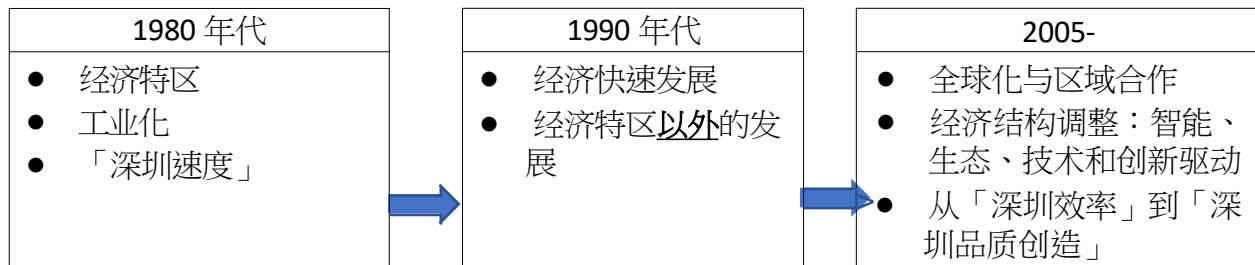 1980 年代
● 经济特区
● 工业化
● 「深圳速度」
1990 年代
● 经济快速发展
● 经济特区以外的发
展
2005-
● 全球化与区域合作
● 经济结构调整：智能、
生态、技术和创新驱动
● 从「深圳效率」到「深
圳品质创造」